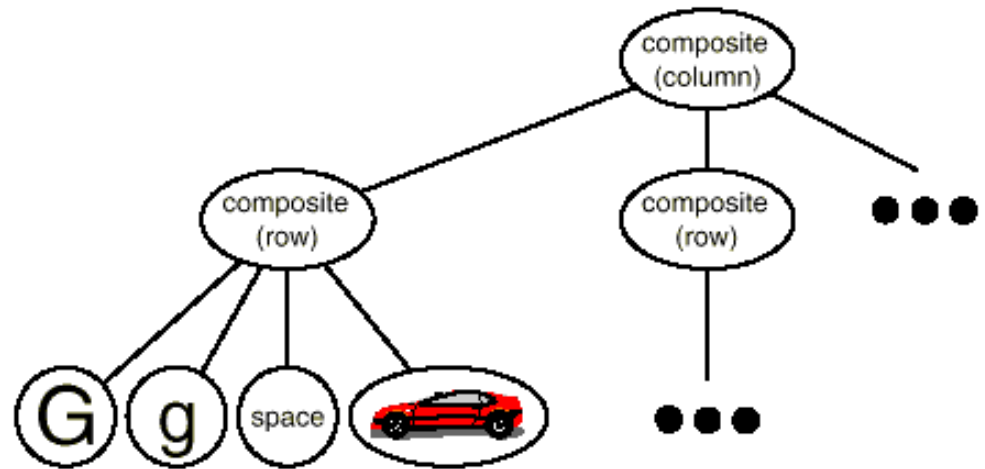 composite
(column)
composite
(row)
composite
(row)
G
g
space